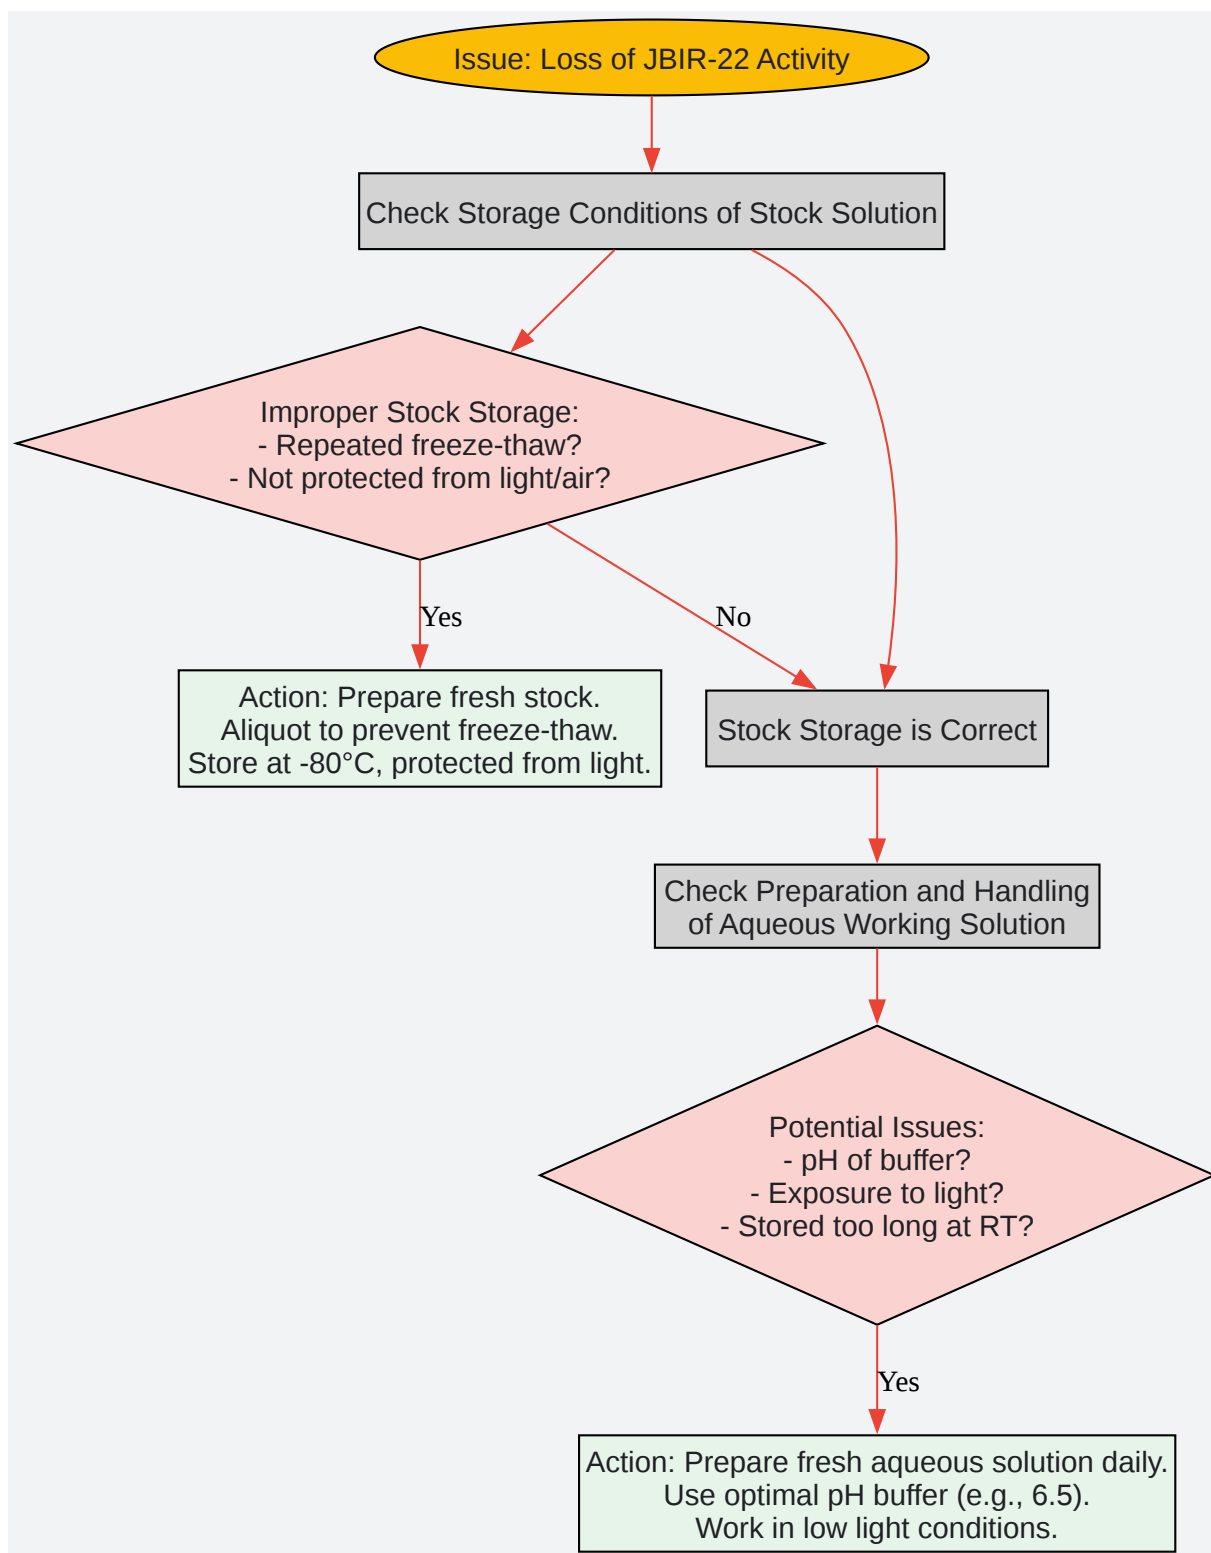 Issue: Loss of JBIR-22 Activity
Check Storage Conditions of Stock Solution
Improper Stock Storage:
- Repeated freeze-thaw?
- Not protected from light/air?
Yes
No
Action: Prepare fresh stock.
Aliquot to prevent freeze-thaw.
Store at -80°C, protected from light.
Stock Storage is Correct
Check Preparation and Handling
of Aqueous Working Solution
Potential Issues:
- pH of buffer?
- Exposure to light?
- Stored too long at RT?
Yes
Action: Prepare fresh aqueous solution daily.
Use optimal pH buffer (e.g., 6.5).
Work in low light conditions.